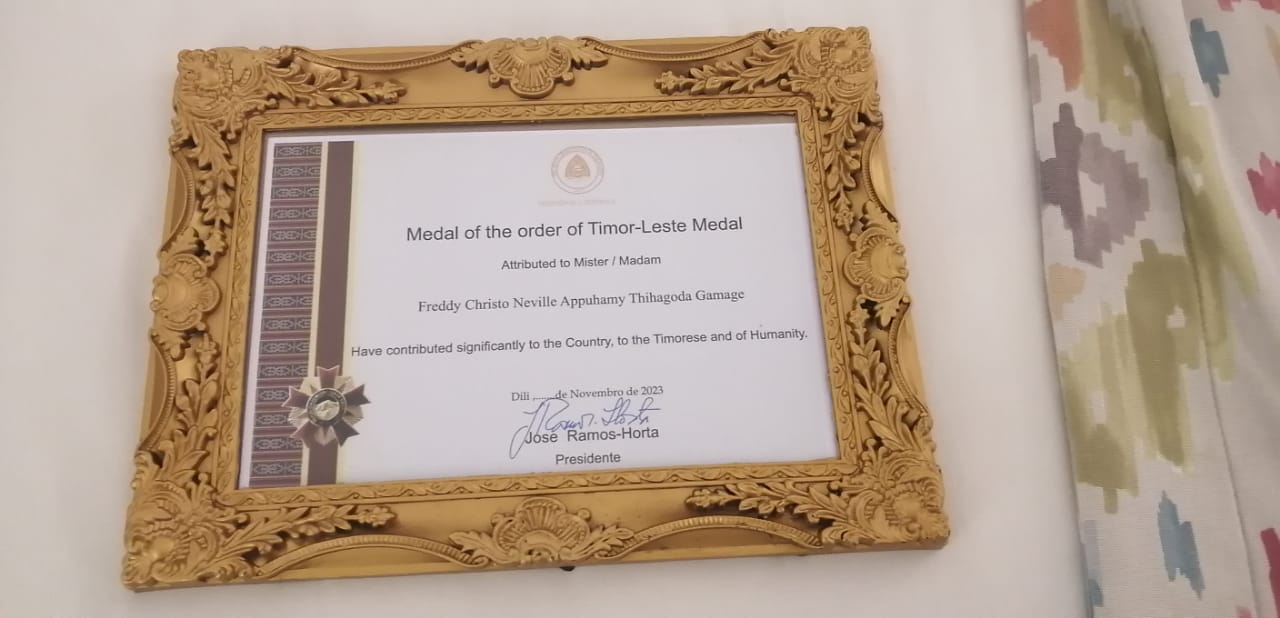 Medal of the order of Timor-Leste Medal
Attributed to Mister / Madam
Freddy Christo Neville Appuhamy Thihagoda Gamage
Have contributed significantly to the Country, to the Timorese and of Humanity.
Dili ,......de Novembro de 2023
José Ramos-Horta
Presidente